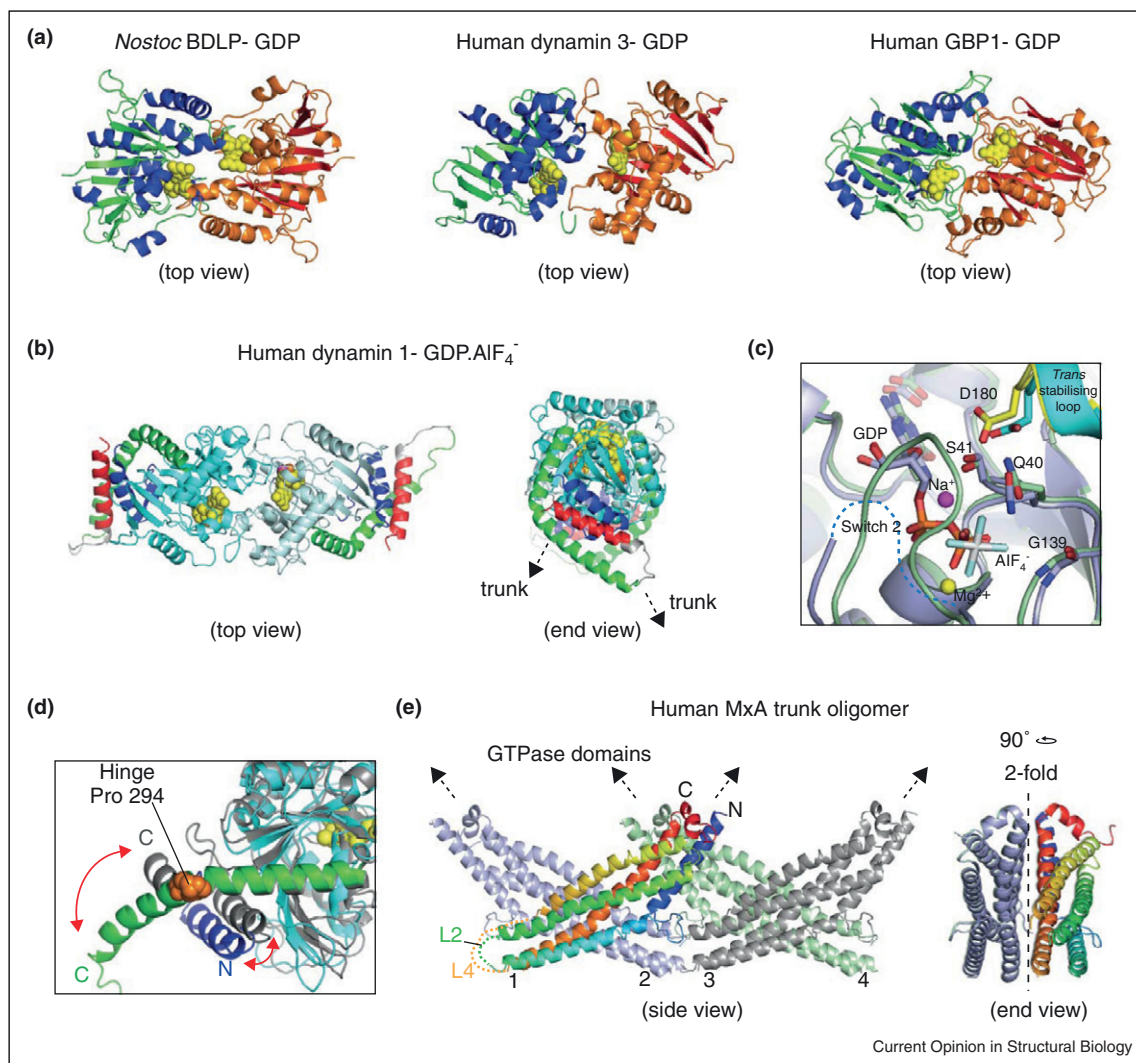 (a)
Nostoc BDLP- GDP
Human dynamin 3- GDP
Human GBP1- GDP
(top view)
(top view)
(top view)
(b)
Human dynamin 1- GDP.AlF4-
trunk
trunk
(top view)
(end view)
(c)
Trans
stabilising
loop
D180
GDP
S41
Q40
Na+
Switch 2
G139
AlF4-
Mg2+
(d)
Hinge
Pro 294
C
C
N
(e)
Human MxA trunk oligomer
GTPase domains
90°
2-fold
C
N
L2
L4
1
2
3
4
(side view)
(end view)
Current Opinion in Structural Biology